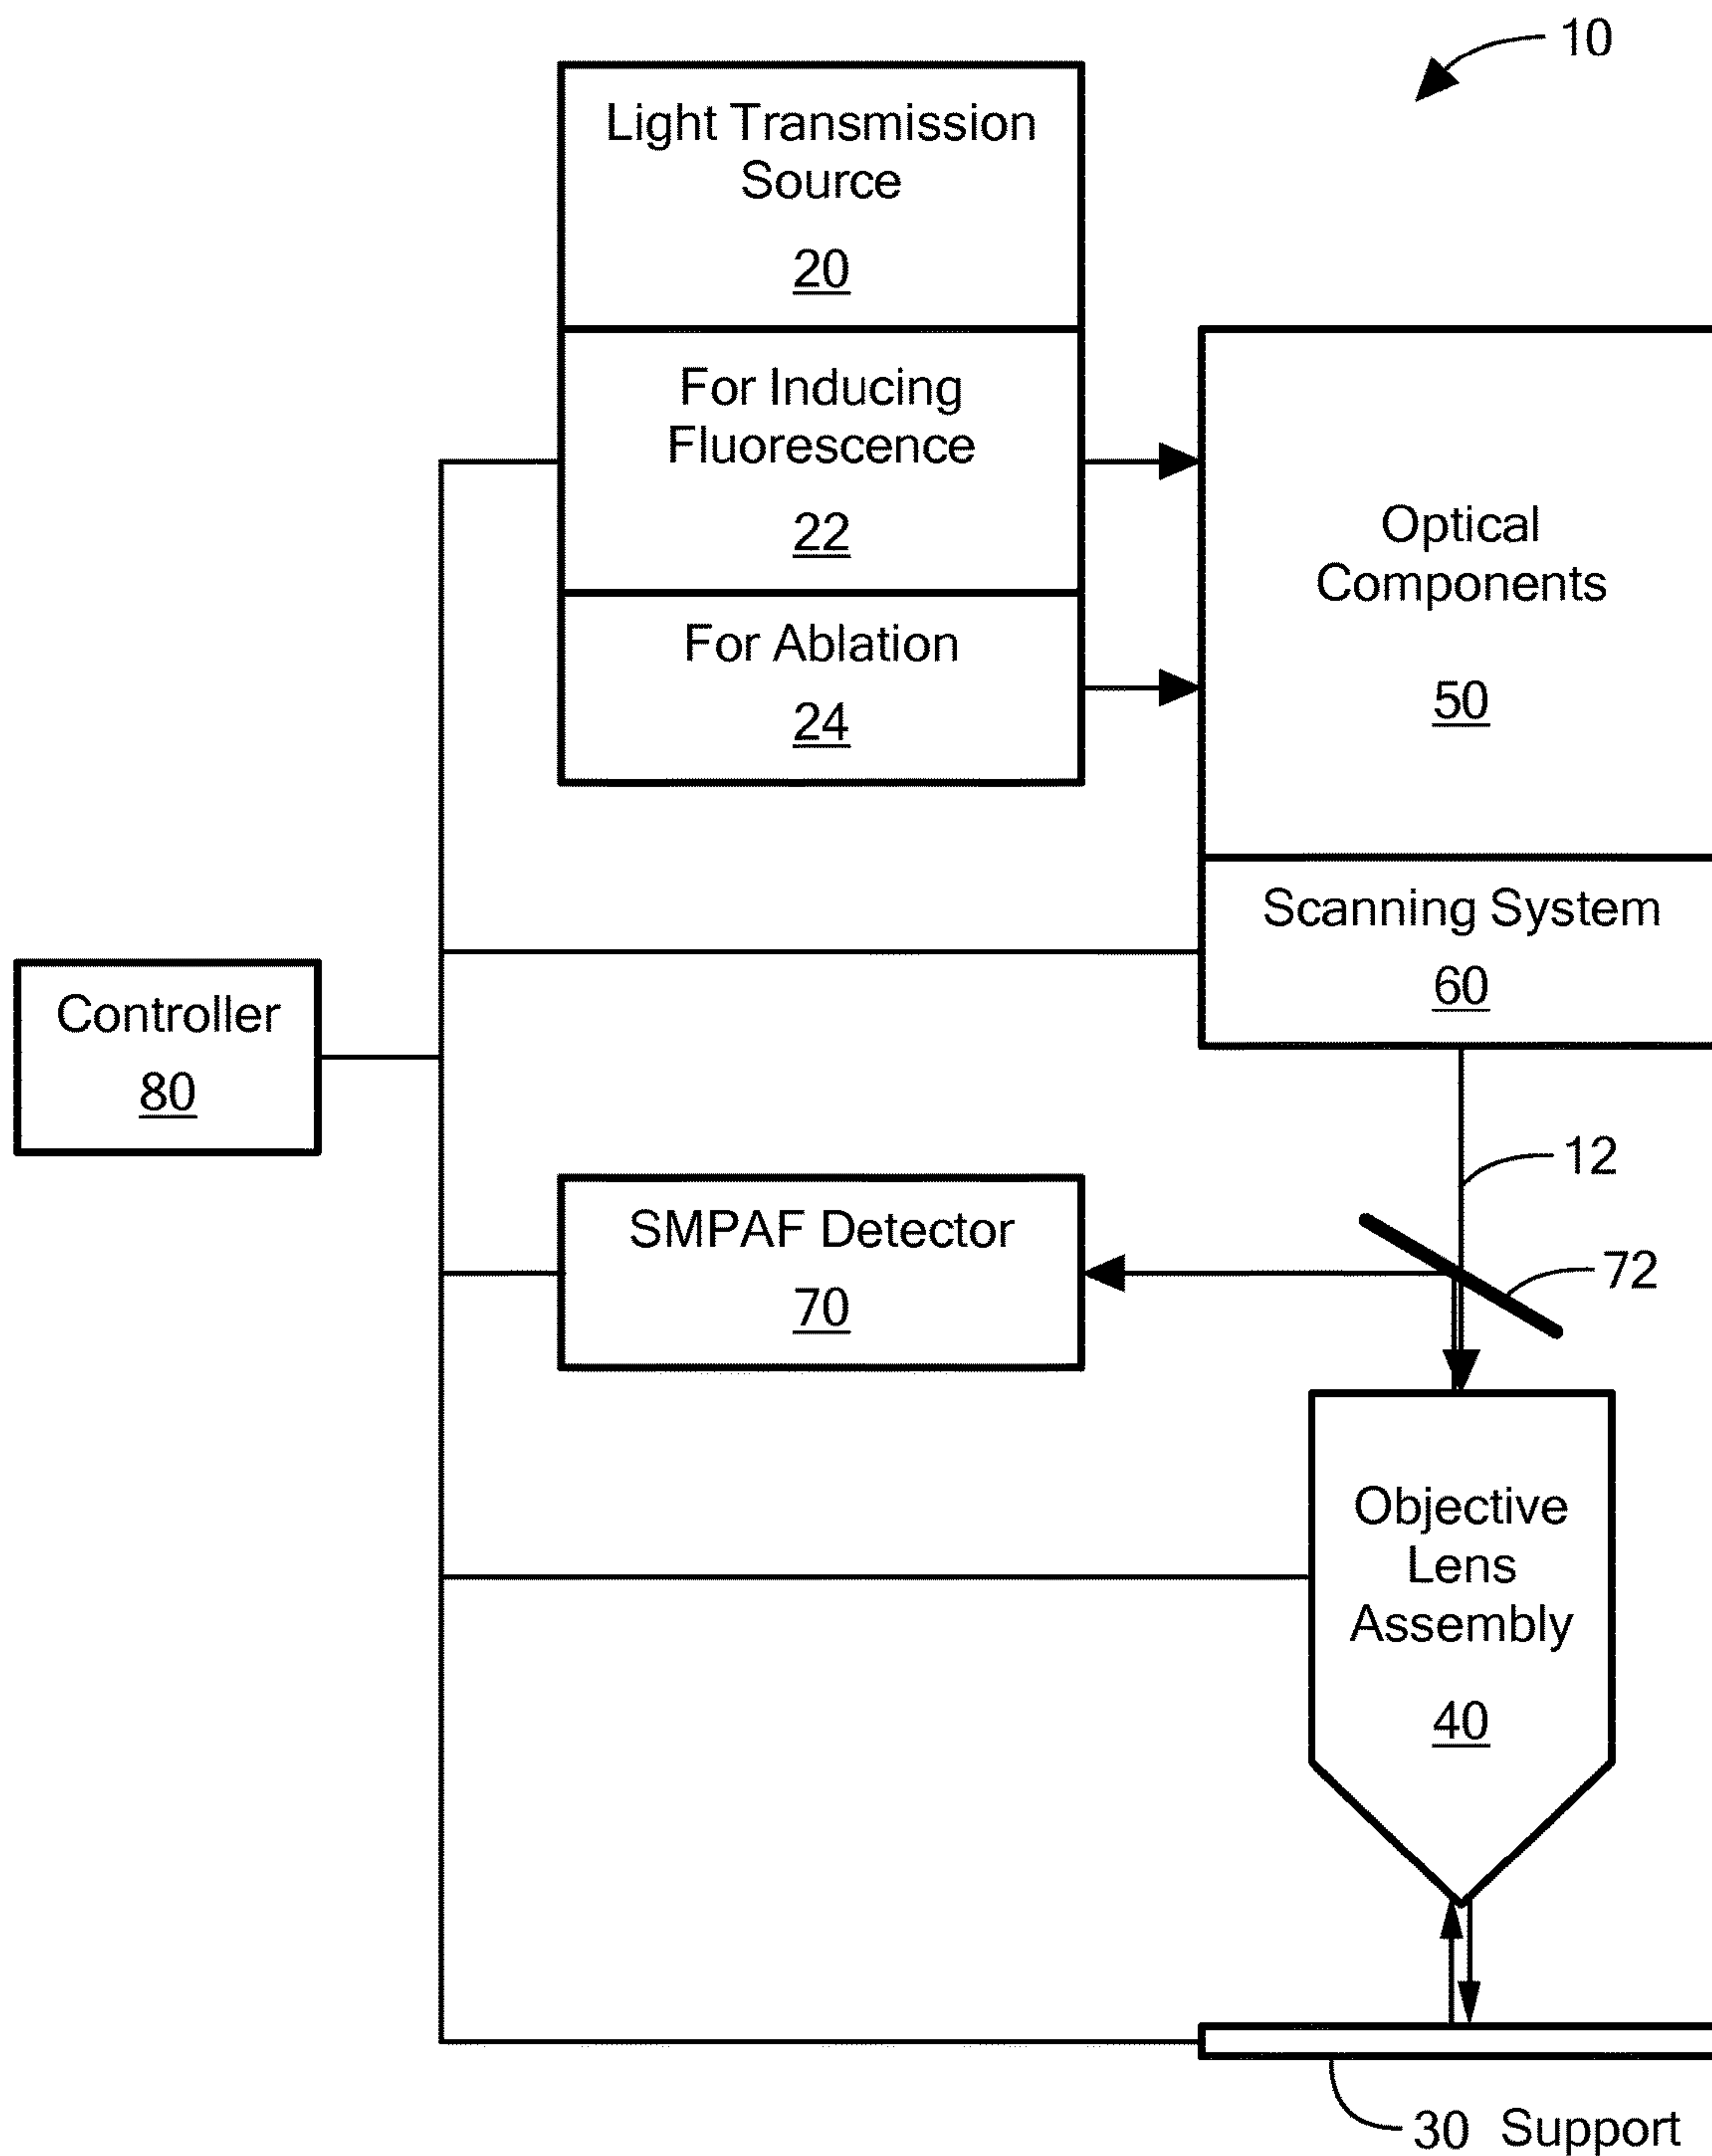 10
Light Transmission
Source
20
For Inducing
Fluorescence
22
For Ablation
24
Optical
Components
50
Scanning System
60
Controller
80
12
SMPAF Detector
70
72
Objective
Lens
Assembly
40
30 Support